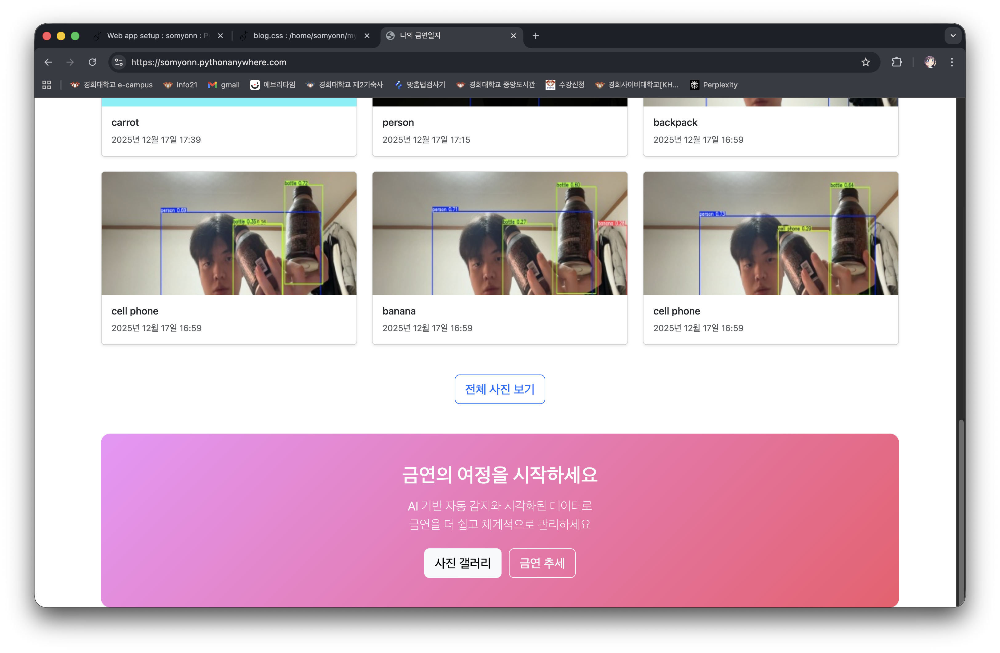 Web app setup : somyonn : P
blog.css : /home/somyonn/my
나의 금연일지
https://somyonn.pythonanywhere.com
경희대학교 e-campus
info21
gmail
에브리타임
경희대학교 제2기숙사
맞춤법검사기
경희대학교 중앙도서관
수강신청
경희사이버대학교[KH...
Perplexity
carrot
2025년 12월 17일 17:39
person
2025년 12월 17일 17:15
backpack
2025년 12월 17일 16:59
bottle 0.72
person 0.69
bottle 0.35
0.26
cell phone
2025년 12월 17일 16:59
bottle 0.60
person 0.71
bottle 0.27
banana 0.28
banana
2025년 12월 17일 16:59
bottle 0.64
person 0.73
cell phone 0.29
cell phone
2025년 12월 17일 16:59
전체 사진 보기
금연의 여정을 시작하세요
AI 기반 자동 감지와 시각화된 데이터로
금연을 더 쉽고 체계적으로 관리하세요
사진 갤러리
금연 추세